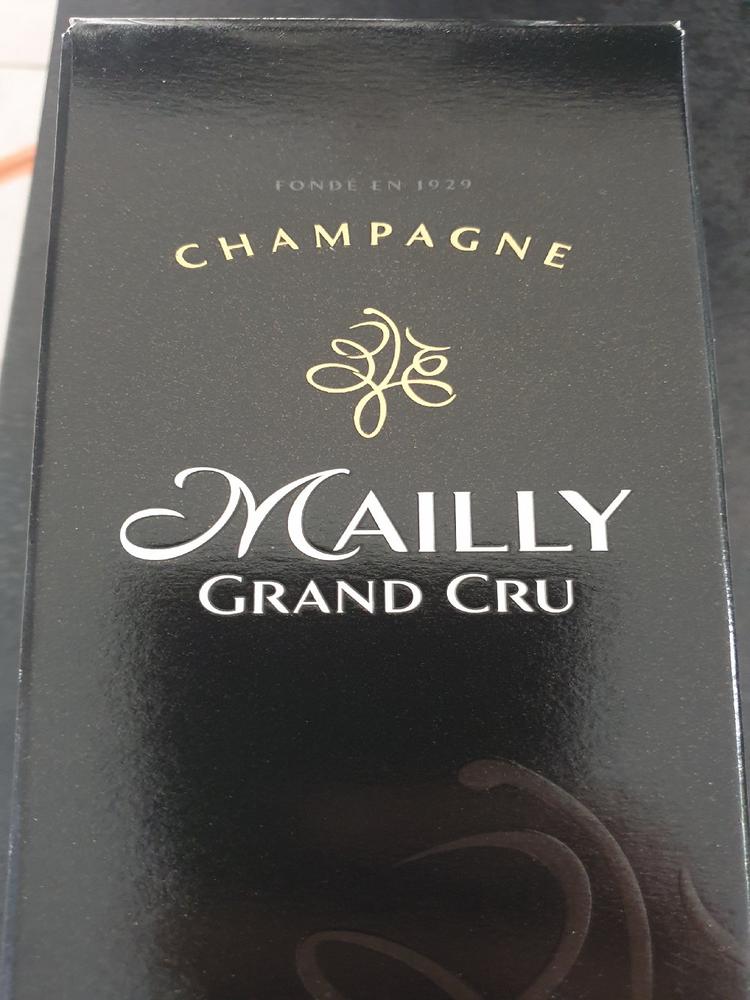 FONDÉ EN 1929
CHAMPAGNE
MAILLY
GRAND CRU